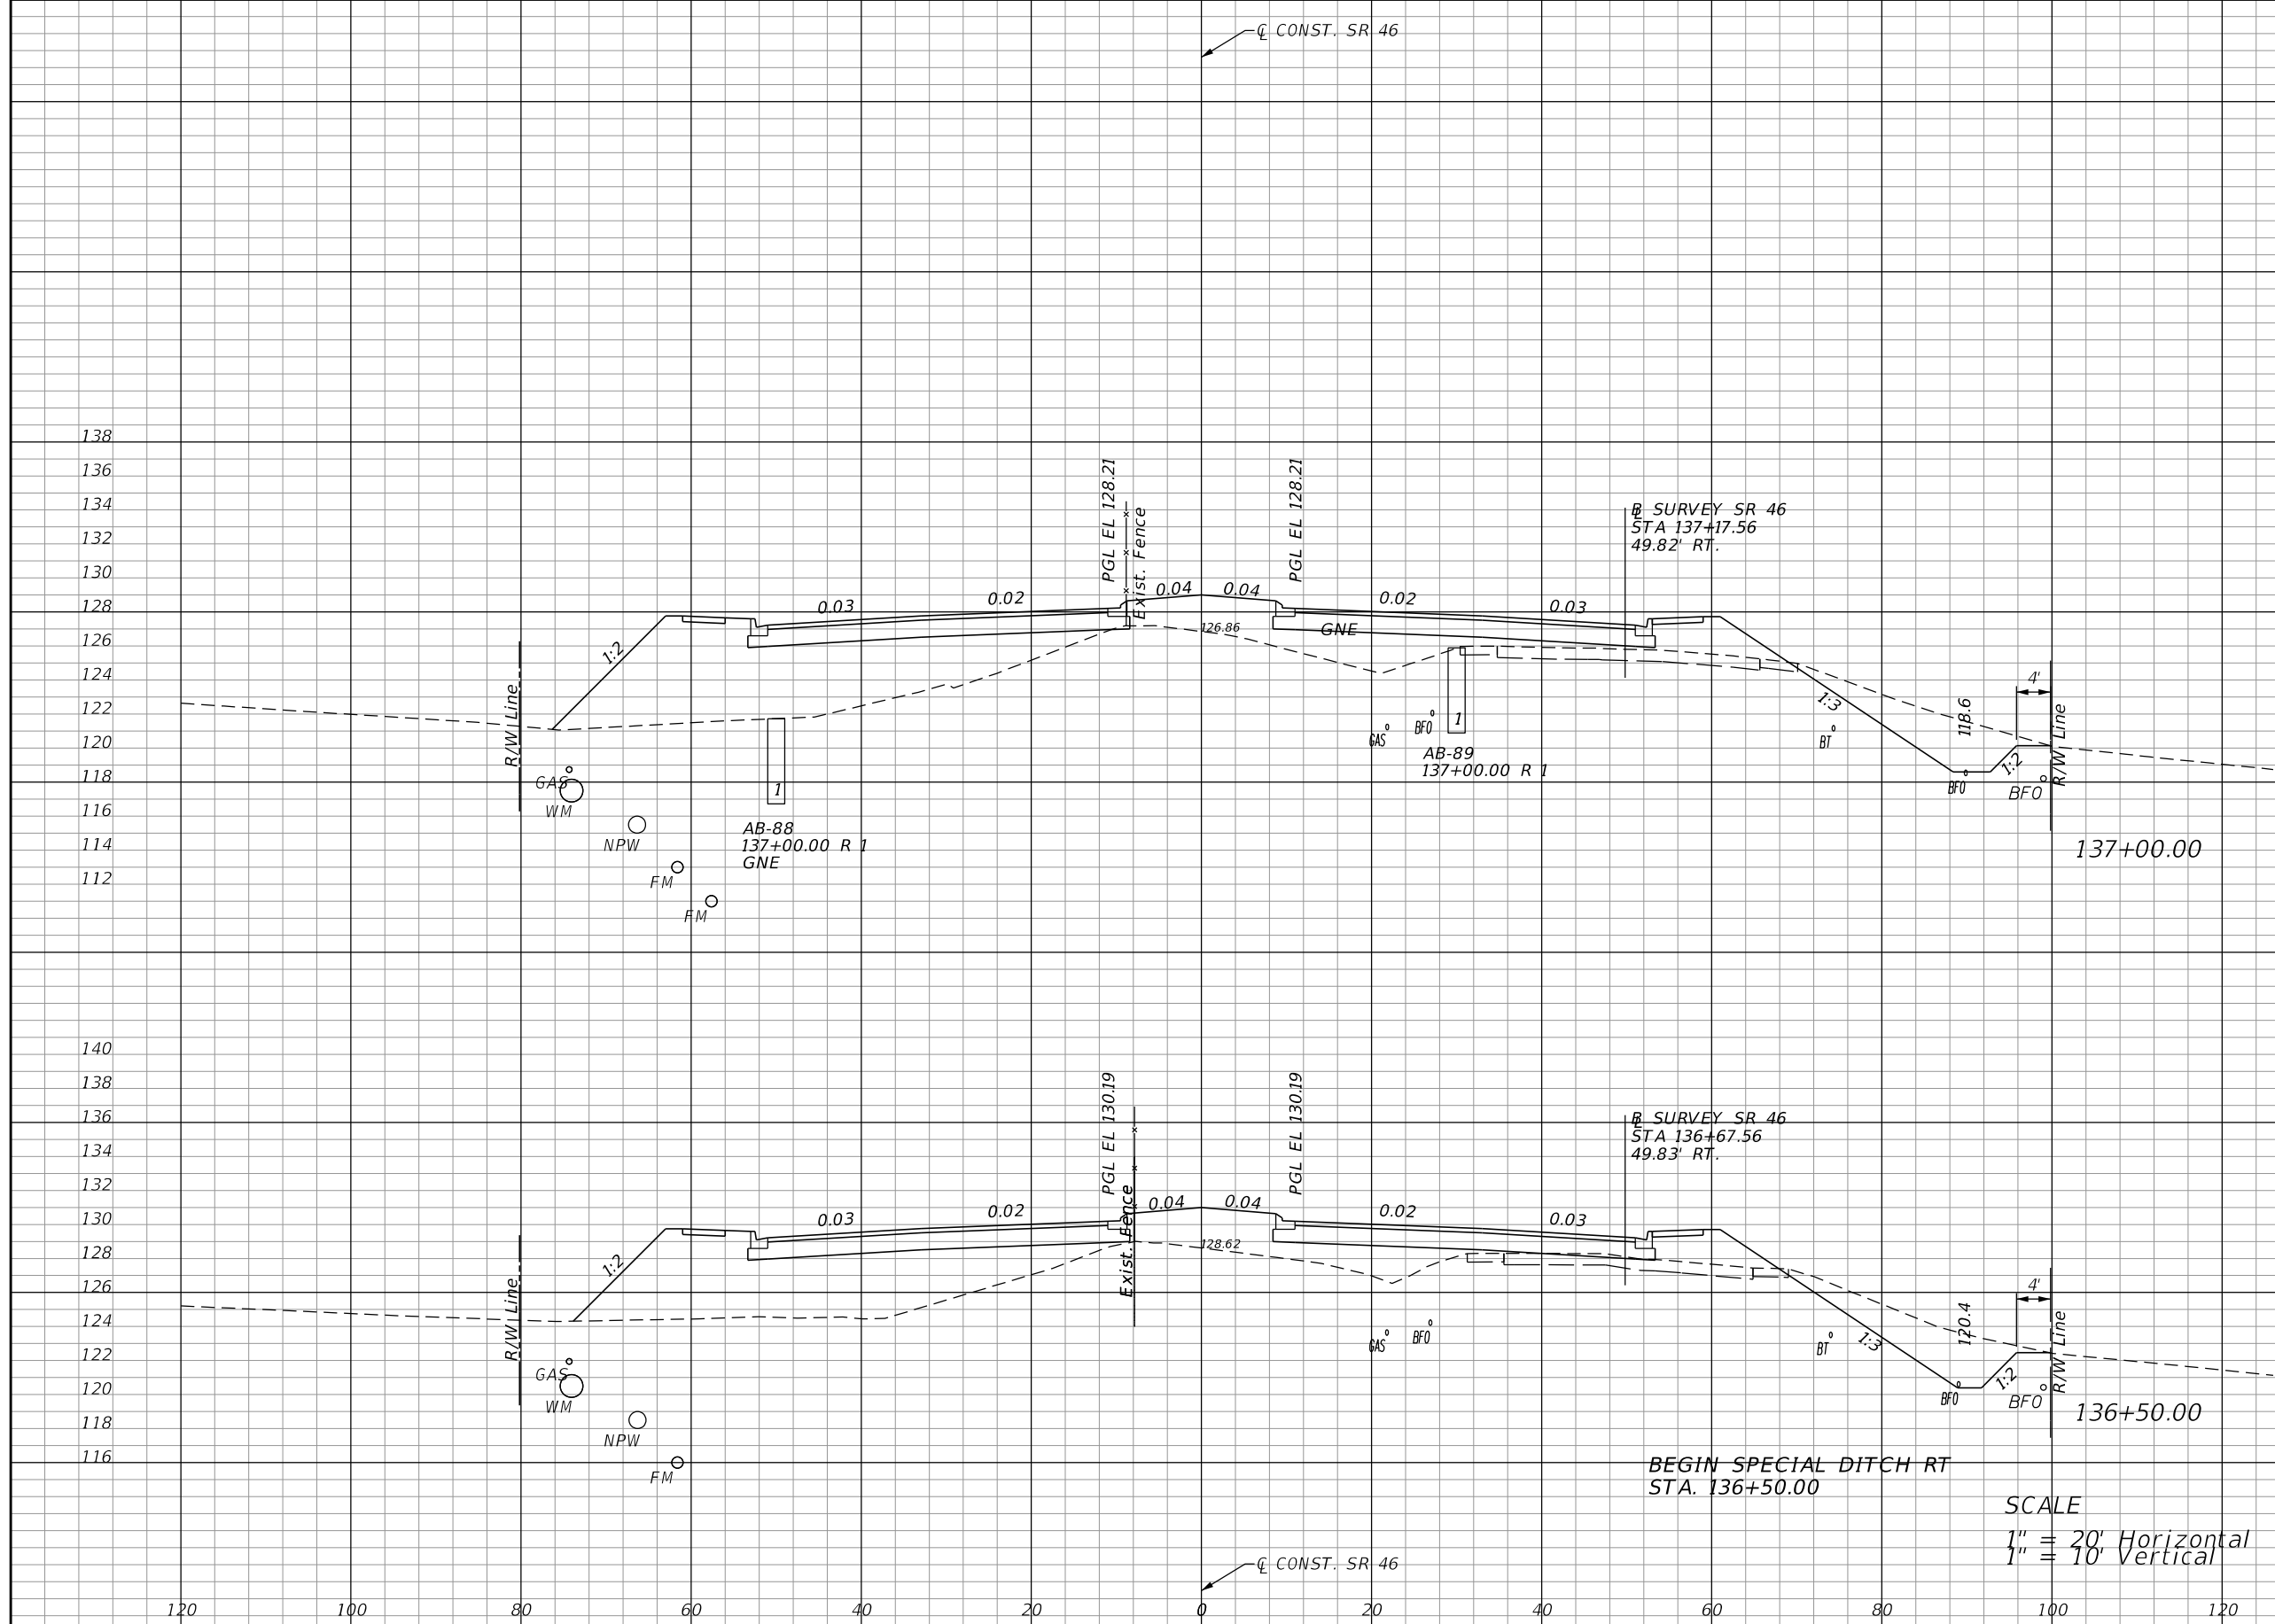 ℄ CONST. SR 46
138
136
134
132
130
128
126
124
122
120
118
116
114
112
PGL EL 128.21
Exist. Fence
PGL EL 128.21
B̵L SURVEY SR 46
STA 137+17.56
49.82' RT.
0.03
0.02
0.04
0.04
0.02
0.03
126.86
GNE
1:2
R/W Line
GAS
WM
NPW
FM
FM
1
AB-88
137+00.00 R 1
GNE
GAS
BFO
1
AB-89
137+00.00 R 1
BT
1:3
118.6
4'
1:2
BFO
BFO
R/W Line
137+00.00
140
138
136
134
132
130
128
126
124
122
120
118
116
PGL EL 130.19
Exist. Fence
PGL EL 130.19
B̵L SURVEY SR 46
STA 136+67.56
49.83' RT.
0.03
0.02
0.04
0.04
0.02
0.03
128.62
1:2
R/W Line
GAS
WM
NPW
FM
GAS
BFO
BT
1:3
120.4
4'
1:2
BFO
BFO
R/W Line
136+50.00
BEGIN SPECIAL DITCH RT
STA. 136+50.00
SCALE
1" = 20' Horizontal
1" = 10' Vertical
℄ CONST. SR 46
120 100 80 60 40 20 0 20 40 60 80 100 120